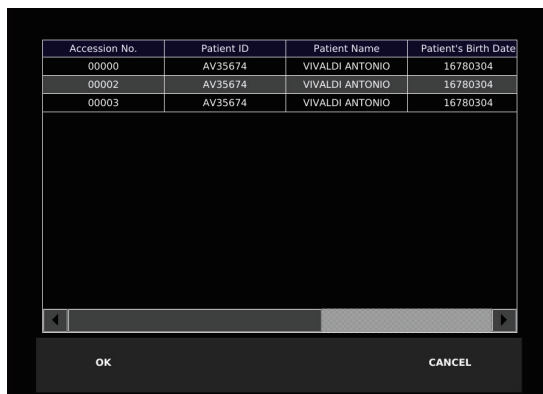 Accession No. Patient ID Patient Name Patient's Birth Date
00000 AV35674 VIVALDI ANTONIO 16780304
00002 AV35674 VIVALDI ANTONIO 16780304
00003 AV35674 VIVALDI ANTONIO 16780304
OK CANCEL